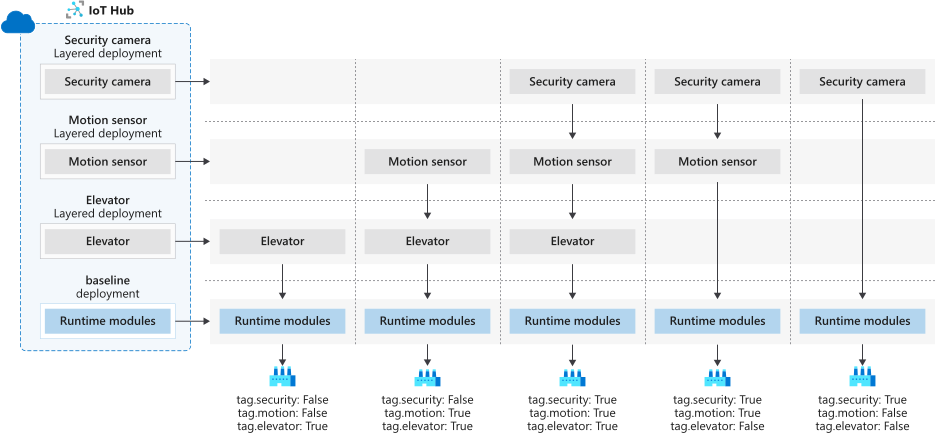 IoT Hub
Security camera
Layered deployment
Security camera
Security camera
Security camera
Security camera
Motion sensor
Layered deployment
Motion sensor
Motion sensor
Motion sensor
Motion sensor
Elevator
Layered deployment
Elevator
Elevator
Elevator
Elevator
baseline
deployment
Runtime modules
Runtime modules
Runtime modules
Runtime modules
Runtime modules
Runtime modules
tag.security: False
tag.motion: False
tag.elevator: True
tag.security: False
tag.motion: True
tag.elevator: True
tag.security: True
tag.motion: True
tag.elevator: True
tag.security: True
tag.motion: True
tag.elevator: False
tag.security: True
tag.motion: False
tag.elevator: False